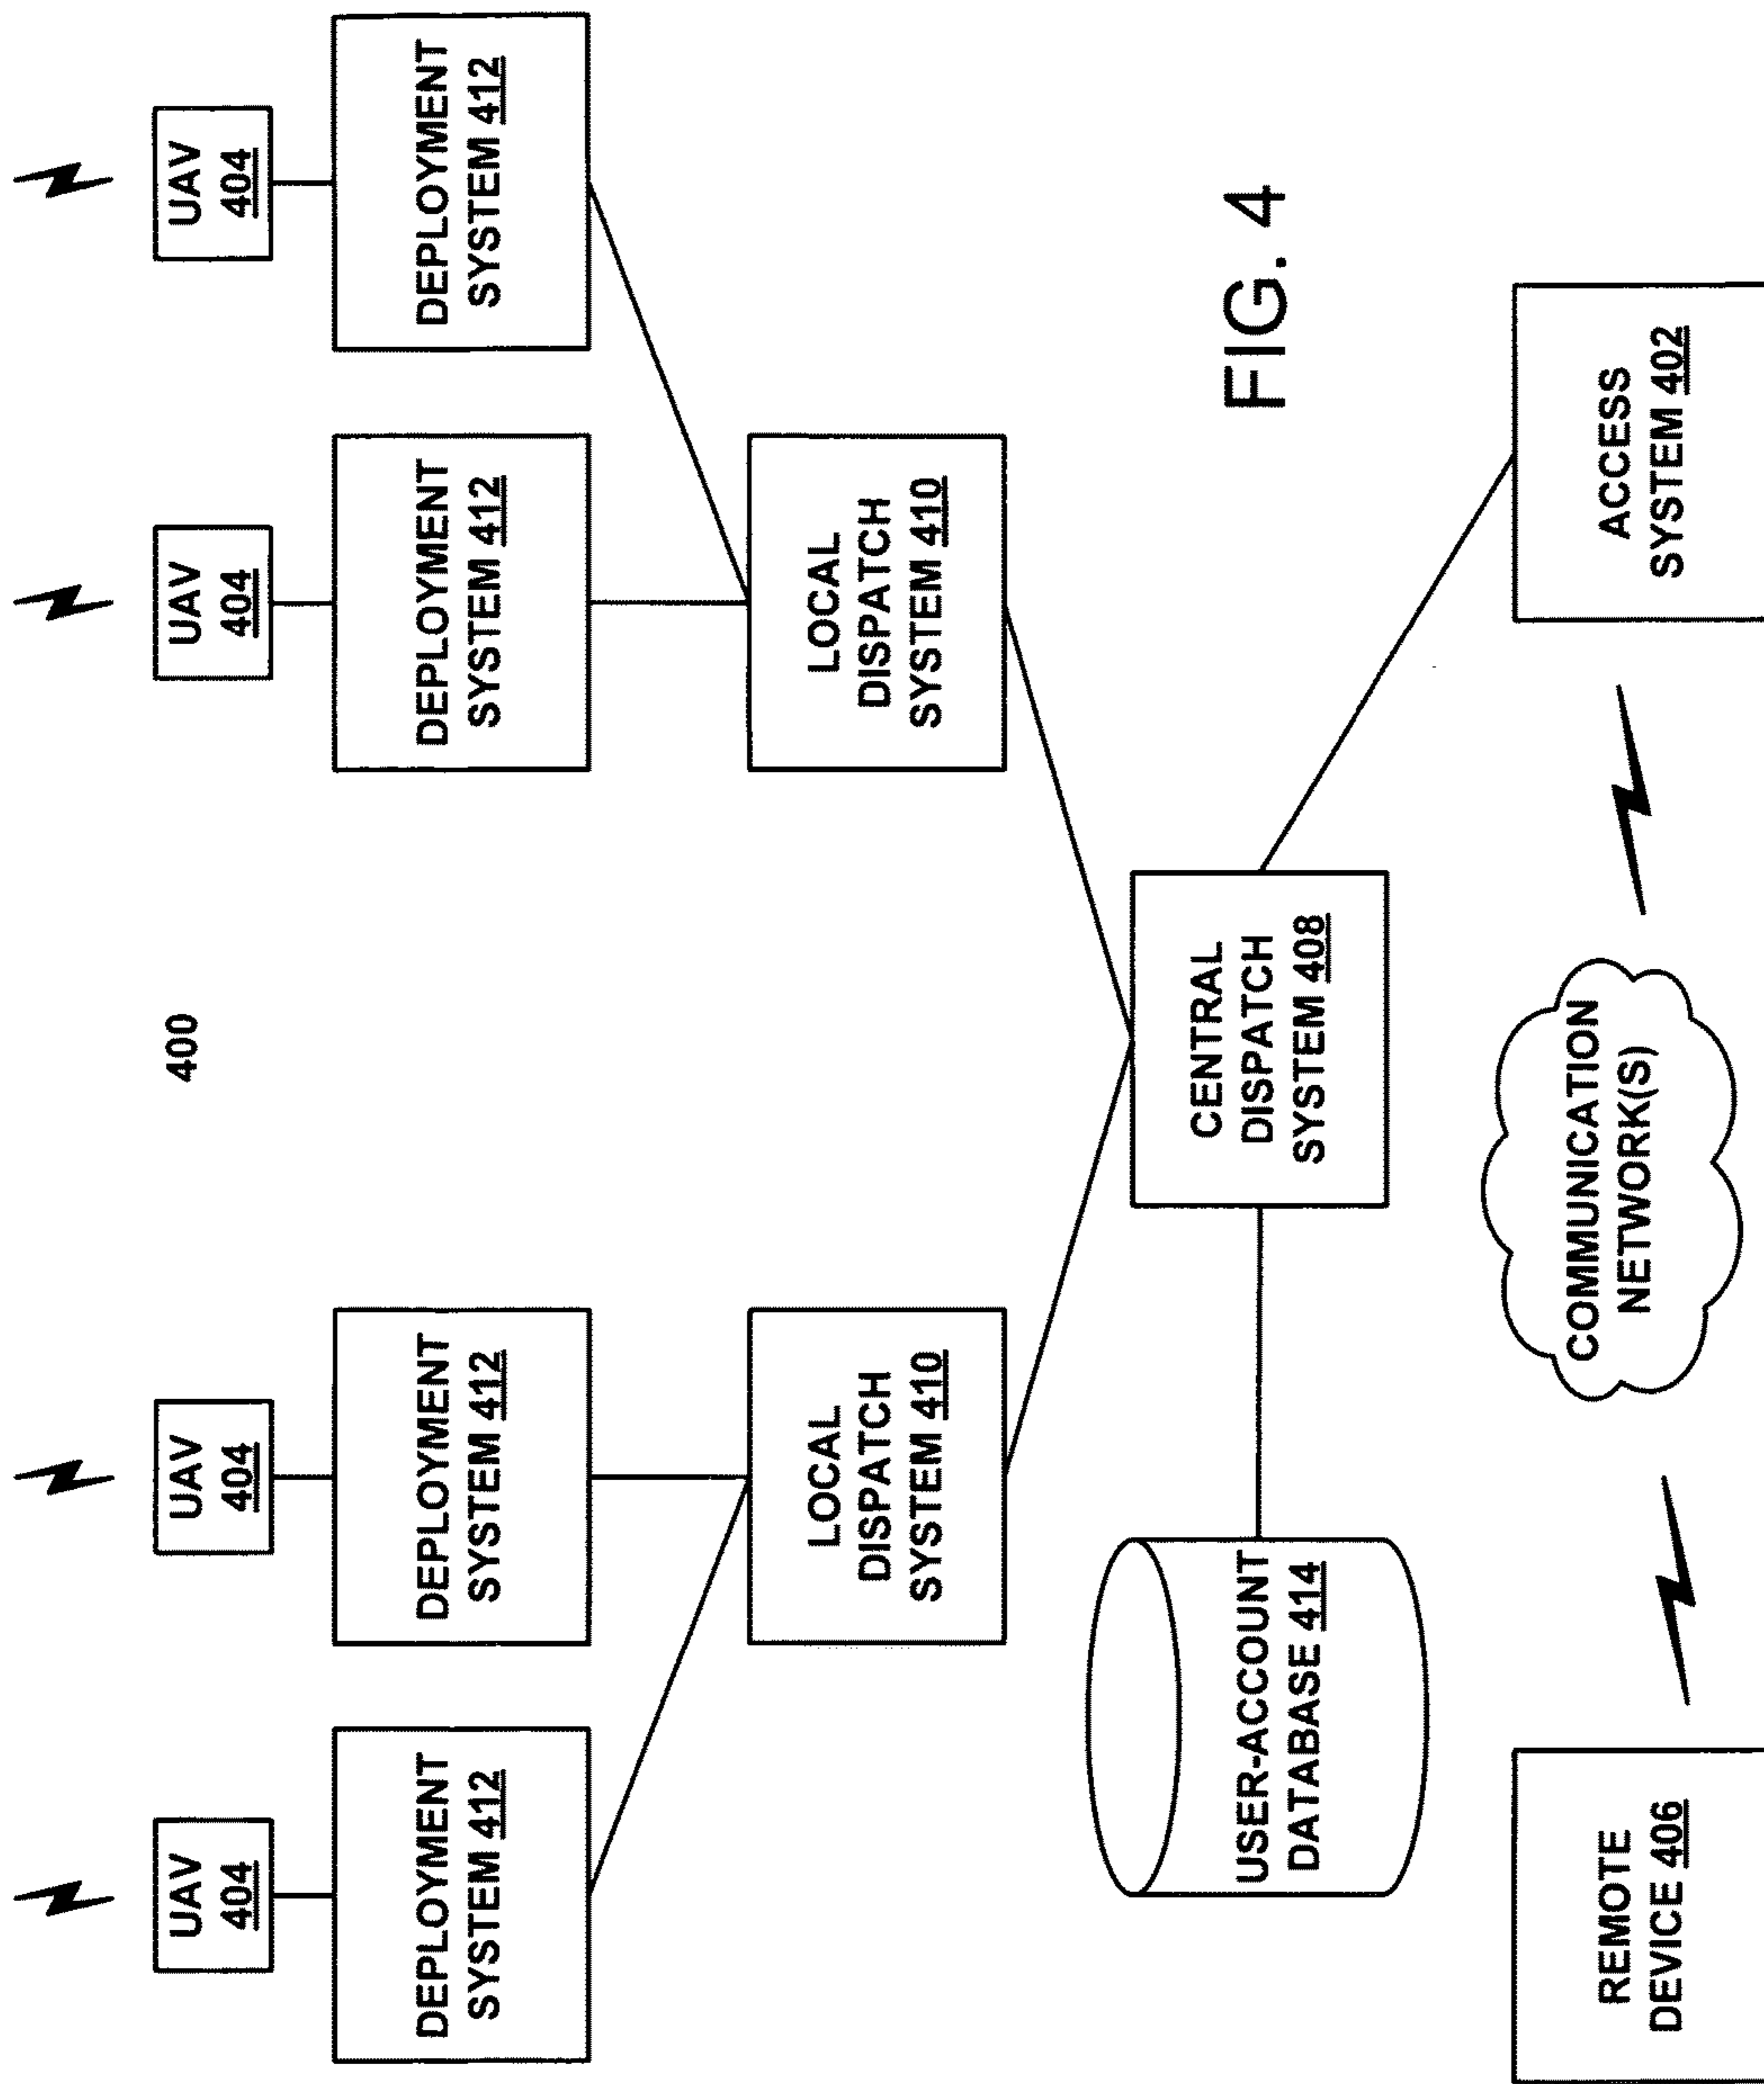 UAV
404
UAV
404
400
UAV
404
UAV
404
DEPLOYMENT
SYSTEM 412
DEPLOYMENT
SYSTEM 412
DEPLOYMENT
SYSTEM 412
DEPLOYMENT
SYSTEM 412
LOCAL
DISPATCH
SYSTEM 410
LOCAL
DISPATCH
SYSTEM 410
USER-ACCOUNT
DATABASE 414
CENTRAL
DISPATCH
SYSTEM 408
FIG. 4
REMOTE
DEVICE 406
COMMUNICATION
NETWORK(S)
ACCESS
SYSTEM 402